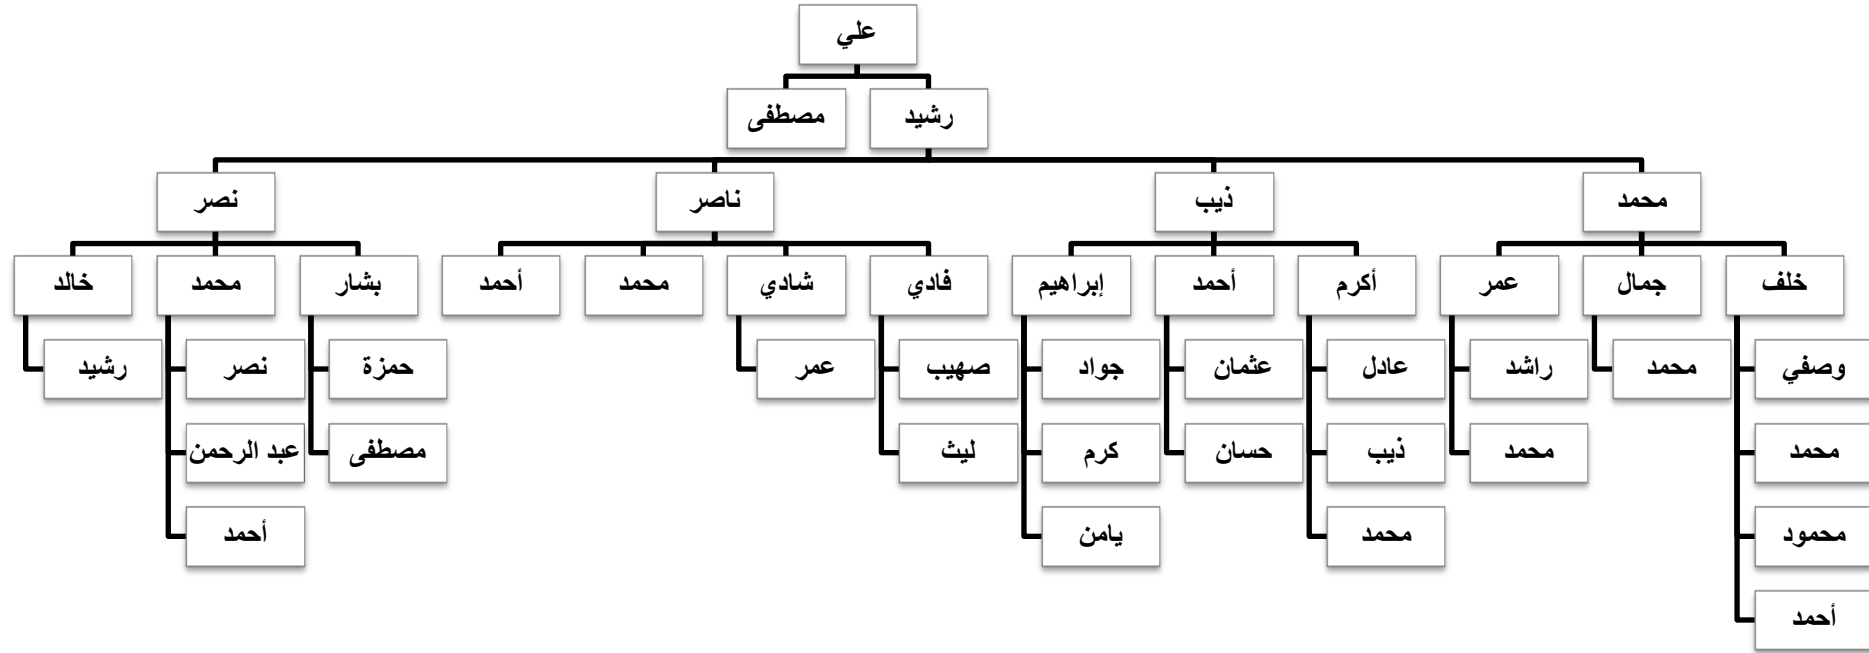 علي
رشيد
مصطفى
محمد
ذيب
ناصر
نصر
خلف
جمال
عمر
أكرم
أحمد
إبراهيم
فادي
شادي
محمد
أحمد
بشار
محمد
خالد
وصفي
محمد
راشد
عادل
عثمان
جواد
صهيب
عمر
حمزة
نصر
رشيد
محمد
محمد
ذيب
حسان
كرم
ليث
مصطفى
عبد الرحمن
محمود
محمد
يامن
أحمد
أحمد